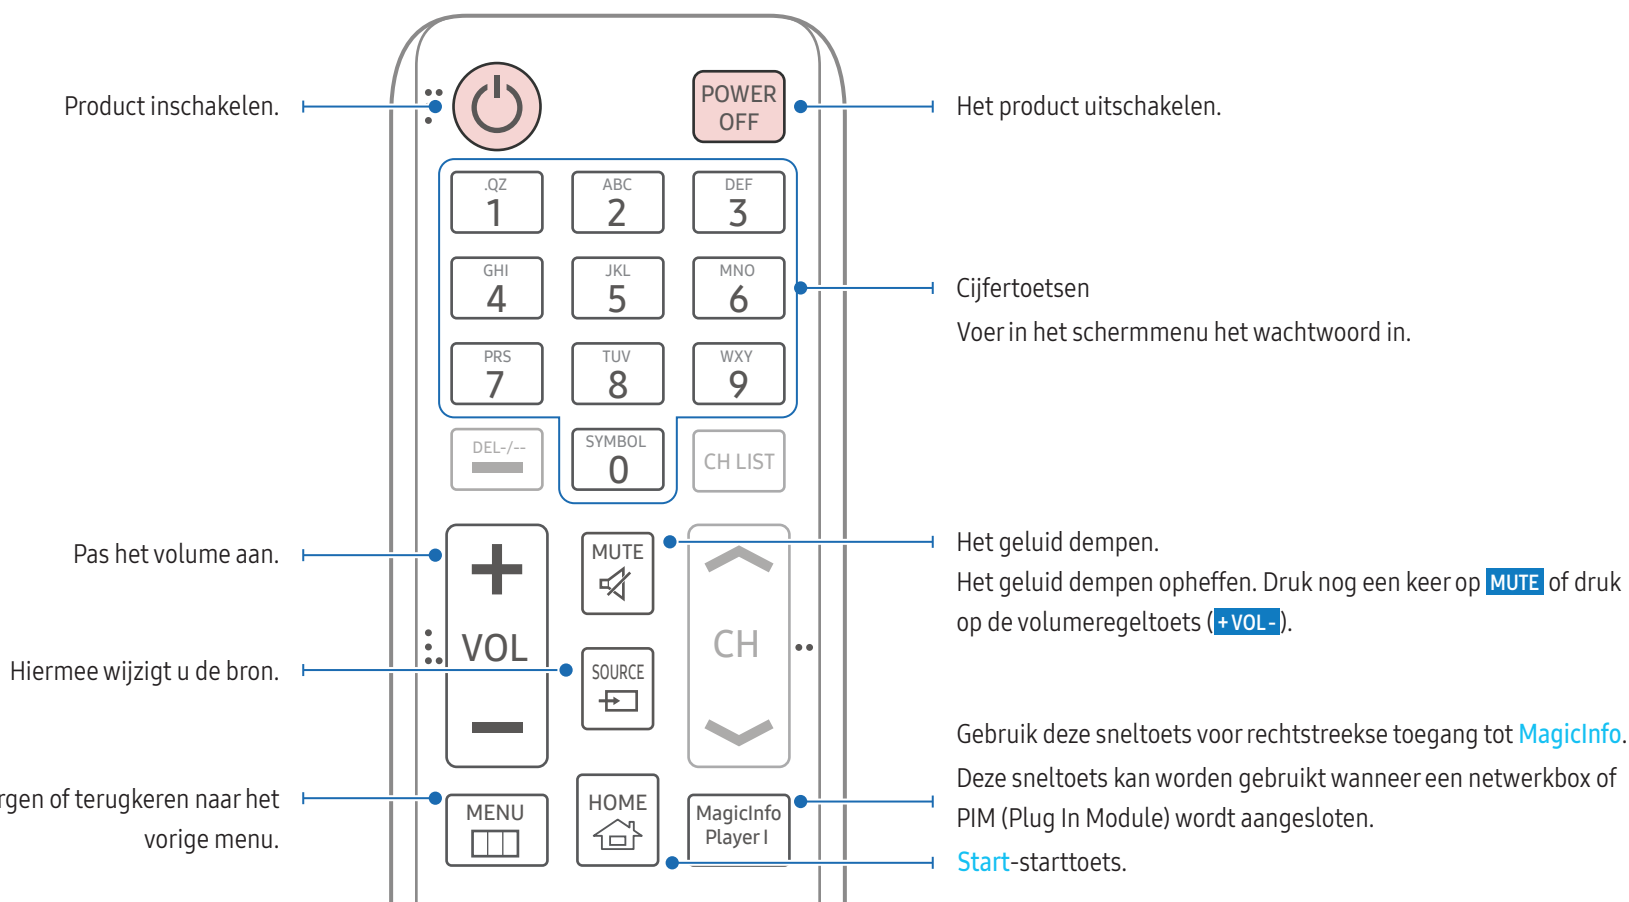 Product inschakelen.
POWER
OFF
Het product uitschakelen.
.QZ
1
ABC
2
DEF
3
GHI
4
JKL
5
MNO
6
Cijfertoetsen
Voer in het schermmenu het wachtwoord in.
PRS
7
TUV
8
WXY
9
DEL-/--
SYMBOL
0
CH LIST
Pas het volume aan.
VOL
MUTE
CH
Het geluid dempen.
Het geluid dempen opheffen. Druk nog een keer op MUTE of druk
op de volumeregeltoets (+ VOL -).
Hiermee wijzigt u de bron.
SOURCE
Gebruik deze sneltoets voor rechtstreekse toegang tot MagicInfo.
Deze sneltoets kan worden gebruikt wanneer een netwerkbox of
PIM (Plug In Module) wordt aangesloten.
of terugkeren naar het
vorige menu.
MENU
HOME
MagicInfo
Player I
Start-starttoets.